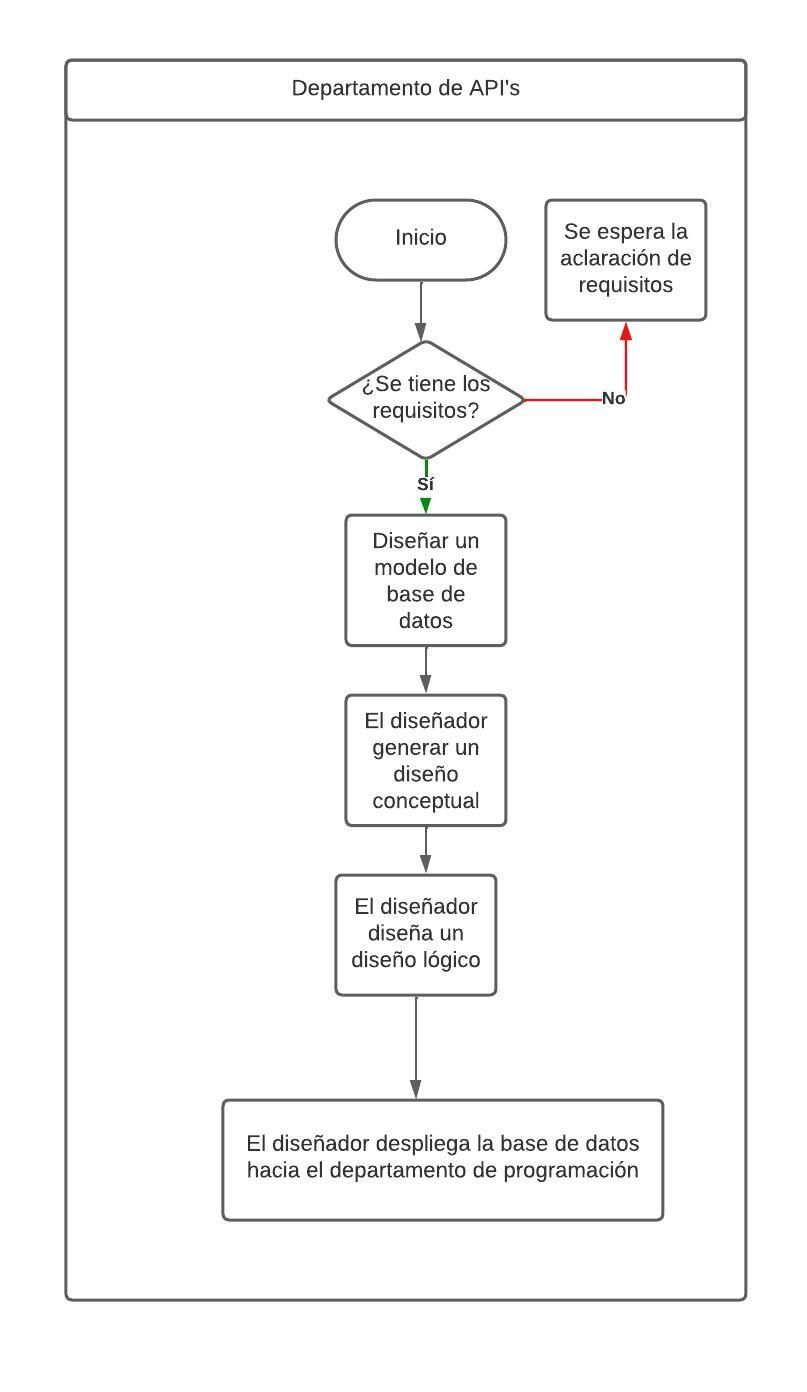 Departamento de API's
Inicio
Se espera la
aclaración de
requisitos
¿Se tiene los
requisitos?
No
Sí
Diseñar un
modelo de
base de
datos
El diseñador
generar un
diseño
conceptual
El diseñador
diseña un
diseño lógico
El diseñador despliega la base de datos
hacia el departamento de programación